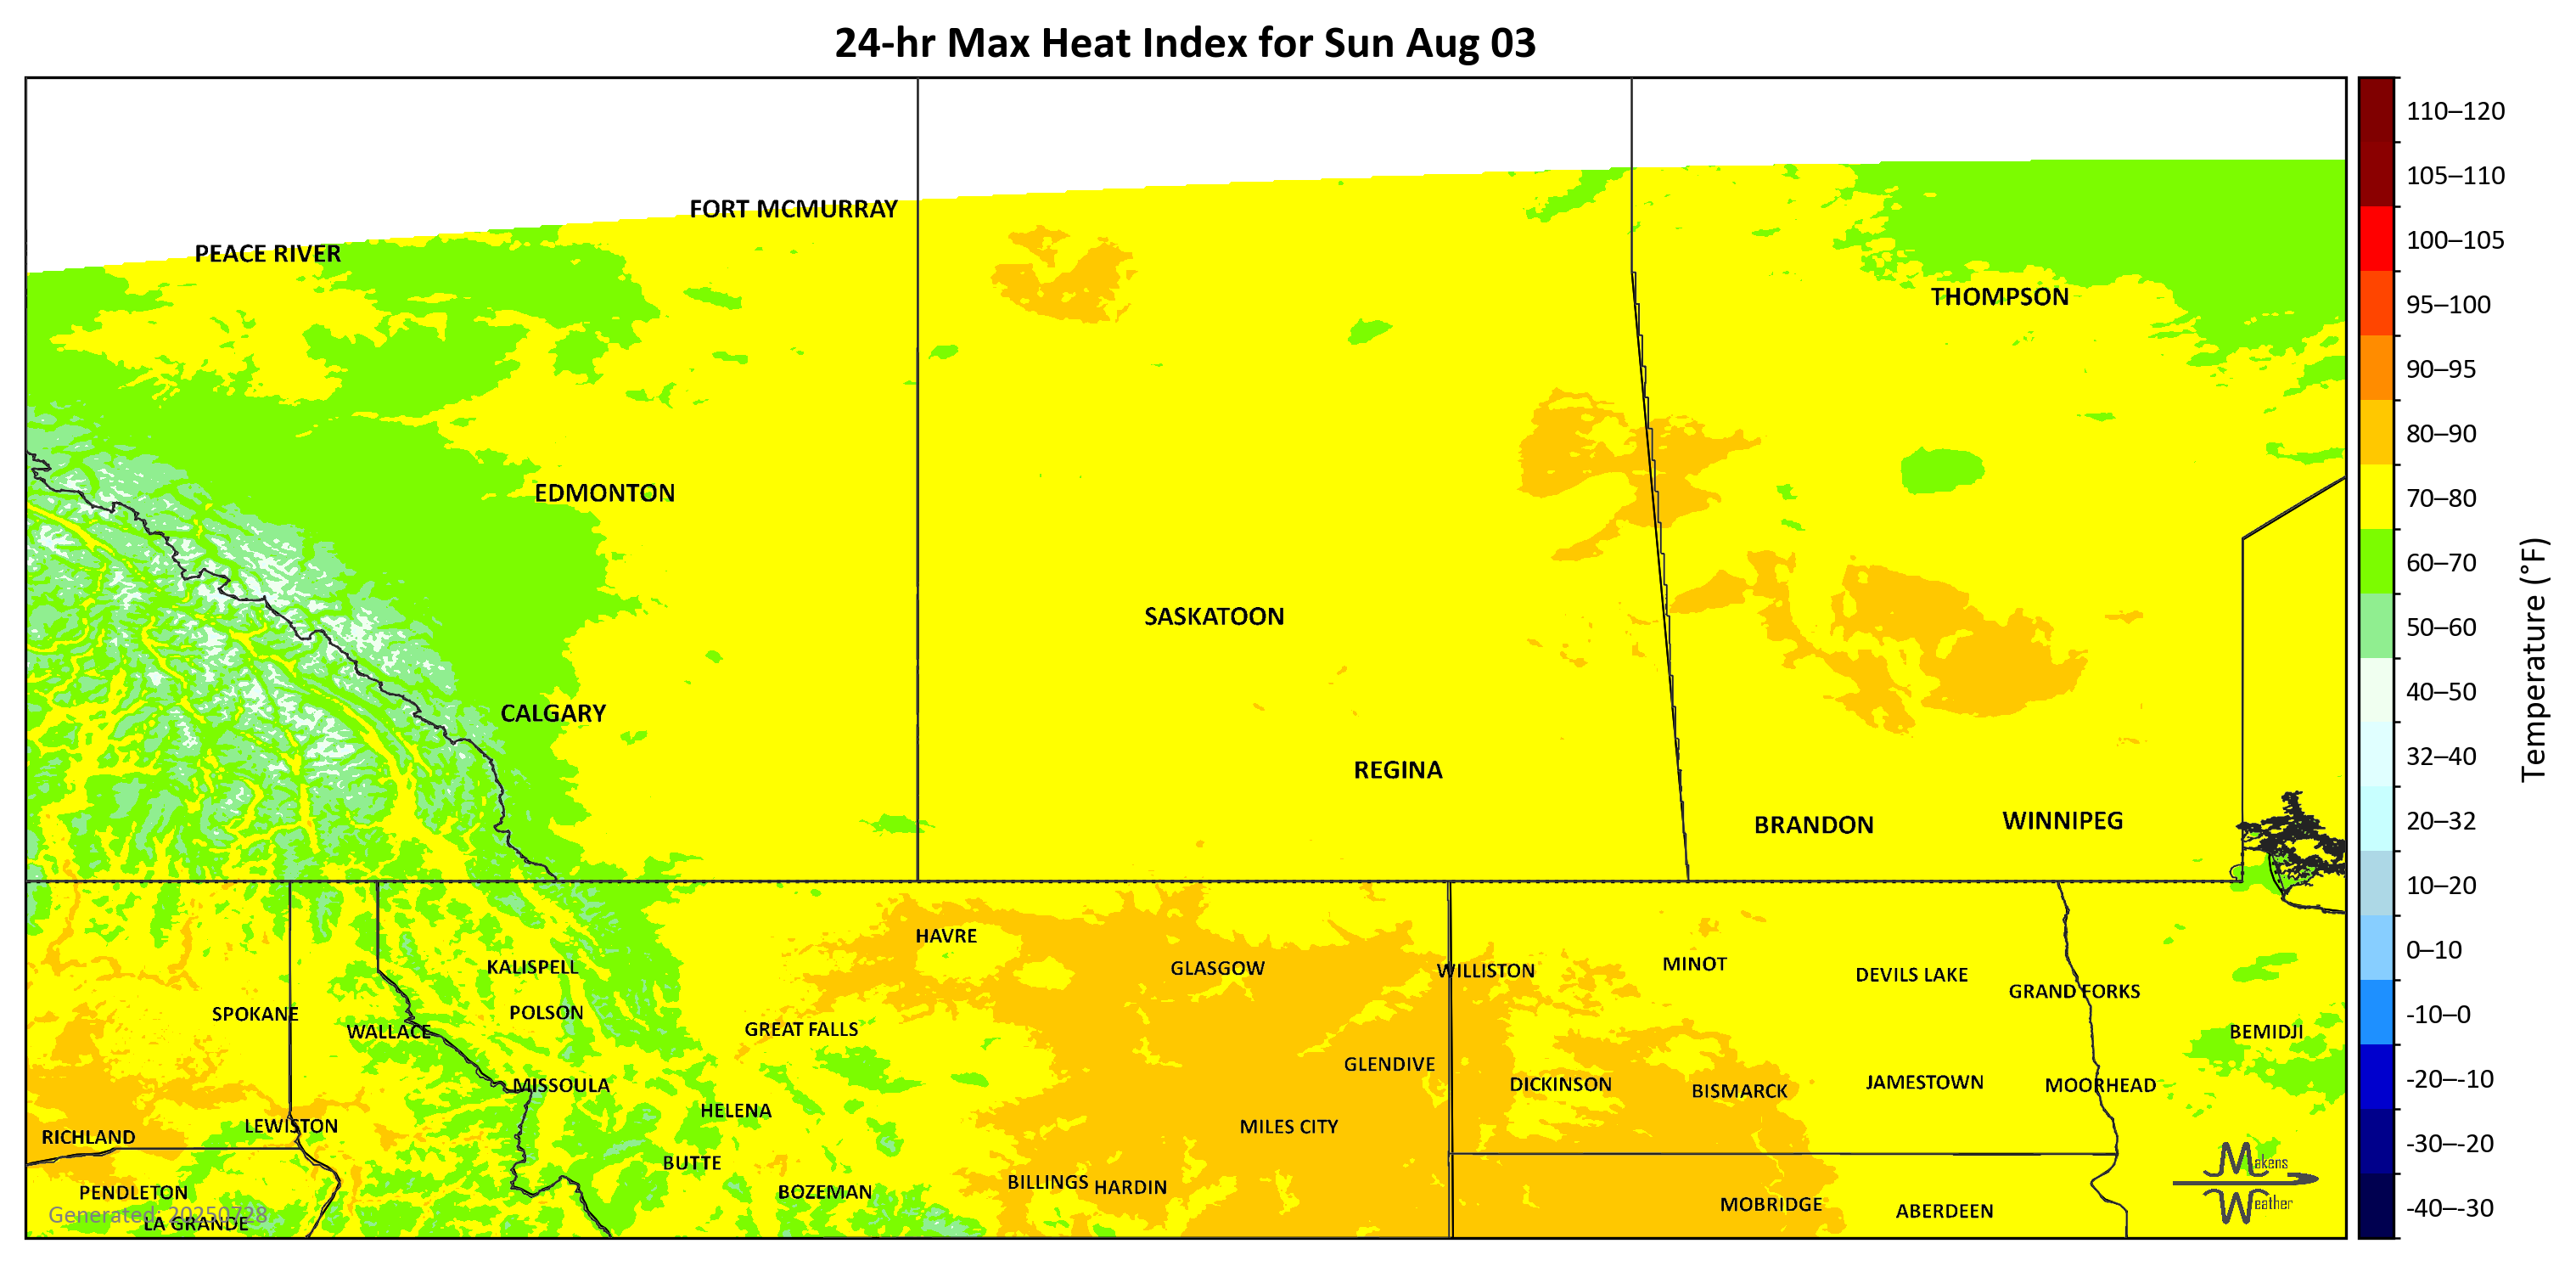 24-hr Max Heat Index for Sun Aug 03
FORT MCMURRAY
PEACE RIVER
THOMPSON
EDMONTON
SASKATOON
CALGARY
REGINA
BRANDON
WINNIPEG
HAVRE
KALISPELL
GLASGOW
WILLISTON
MINOT
DEVILS LAKE
GRAND FORKS
SPOKANE
POLSON
WALLACE
GREAT FALLS
BEMIDJI
GLENDIVE
MISSOULA
DICKINSON
BISMARCK
JAMESTOWN
MOORHEAD
HELENA
LEWISTON
MILES CITY
RICHLAND
BUTTE
PENDLETON
BOZEMAN
BILLINGS
HARDIN
MOBRIDGE
ABERDEEN
Generated: 20250728
LA GRANDE
Makens
Weather
110–120
105–110
100–105
95–100
90–95
80–90
70–80
60–70
50–60
40–50
32–40
20–32
10–20
0–10
-10–0
-20–-10
-30–-20
-40–-30
Temperature (°F)